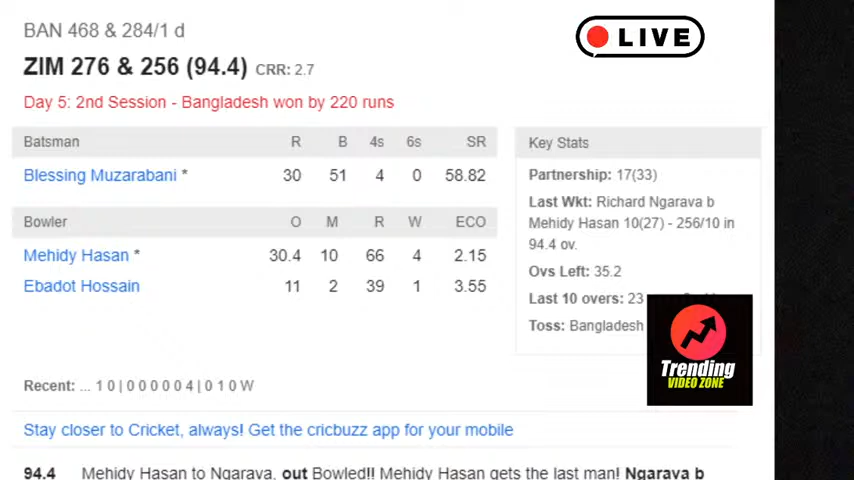 BAN 468 & 284/1 d
LIVE
ZIM 276 & 256 (94.4) CRR: 2.7
Day 5: 2nd Session - Bangladesh won by 220 runs
Batsman R B 4s 6s SR
Blessing Muzarabani * 30 51 4 0 58.82
Bowler O M R W ECO
Mehidy Hasan * 30.4 10 66 4 2.15
Ebadot Hossain 11 2 39 1 3.55
Key Stats
Partnership: 17(33)
Last Wkt: Richard Ngarava b
Mehidy Hasan 10(27) - 256/10 in
94.4 ov.
Ovs Left: 35.2
Last 10 overs: 23
Toss: Bangladesh
Trending
VIDEO ZONE
Recent: ... 1 0 | 0 0 0 0 0 4 | 0 1 0 W
Stay closer to Cricket, always! Get the cricbuzz app for your mobile
94.4 Mehidy Hasan to Ngarava, out Bowled!! Mehidy Hasan gets the last man! Ngarava b